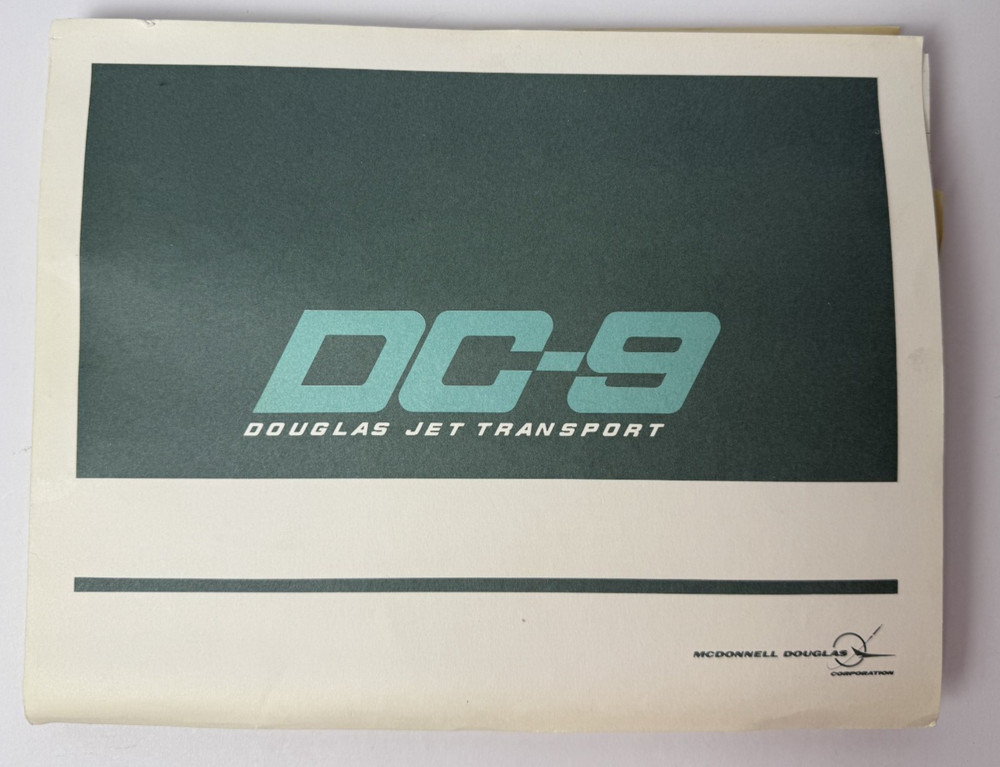 DC-9
DOUGLAS JET TRANSPORT
MCDONNELL DOUGLAS
CORPORATION